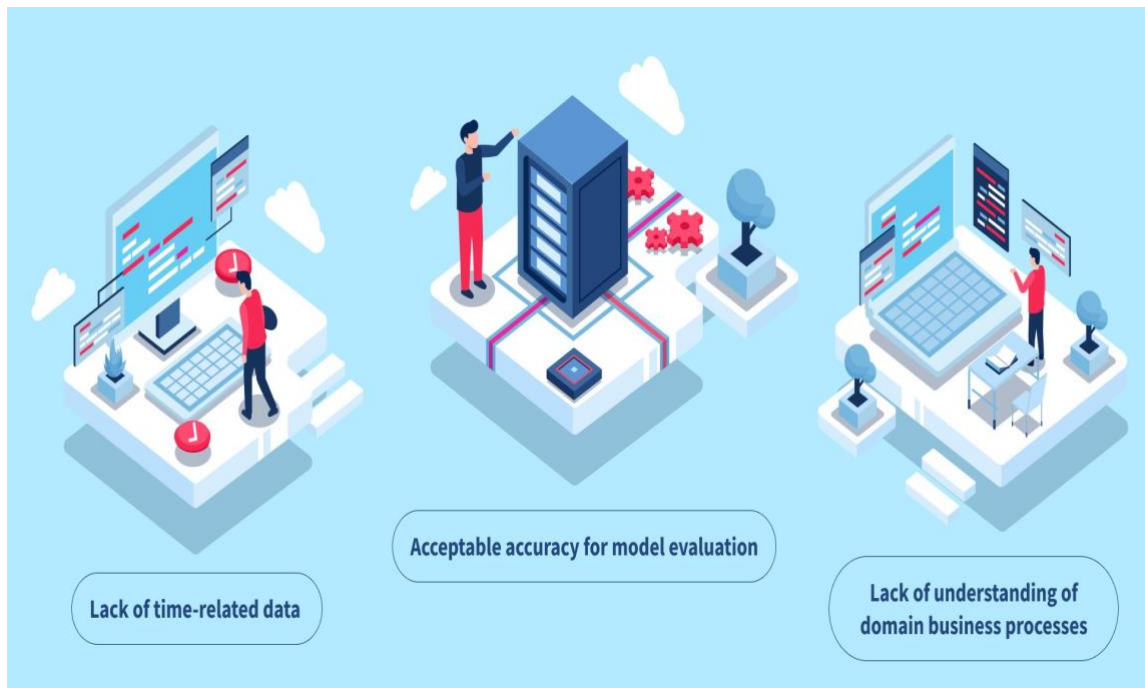 Lack of time-related data
Acceptable accuracy for model evaluation
Lack of understanding of
domain business processes